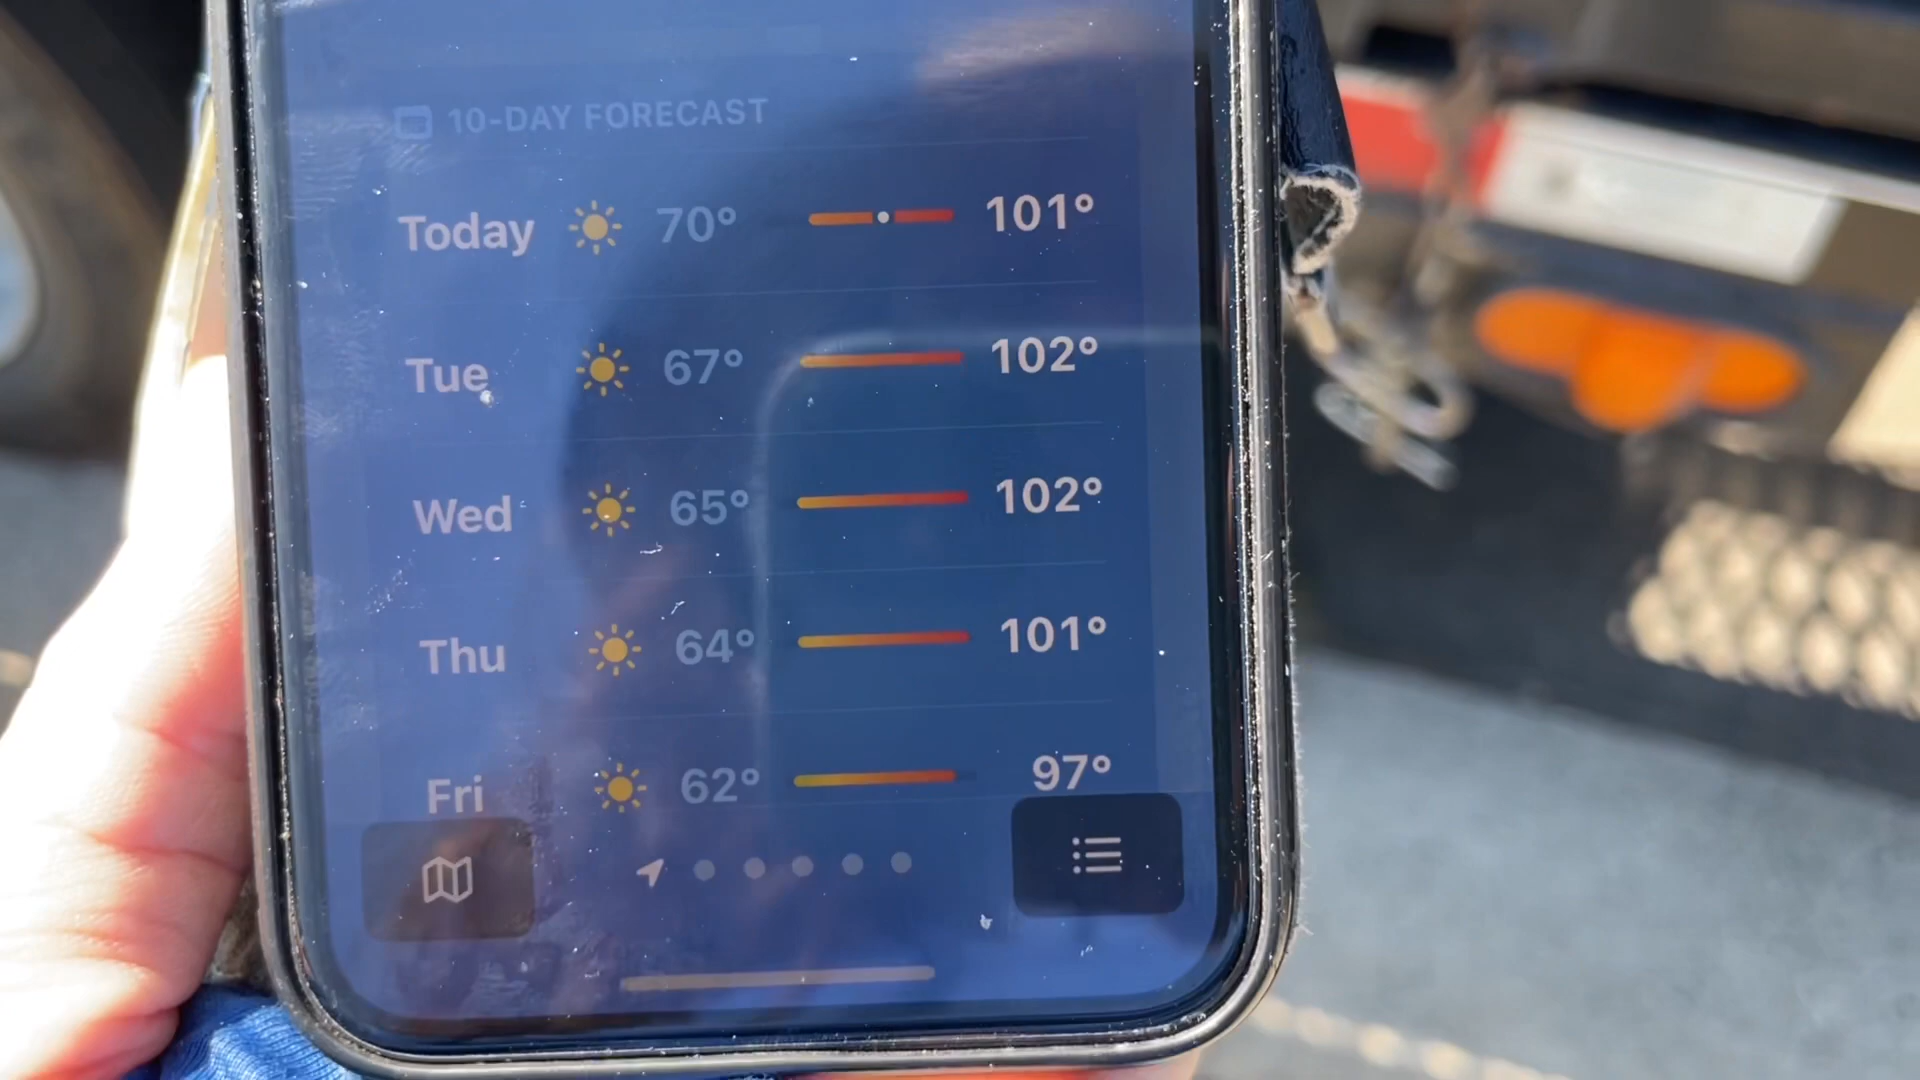 10-DAY FORECAST
Today 70° 101°
Tue 67° 102°
Wed 65° 102°
Thu 64° 101°
Fri 62° 97°